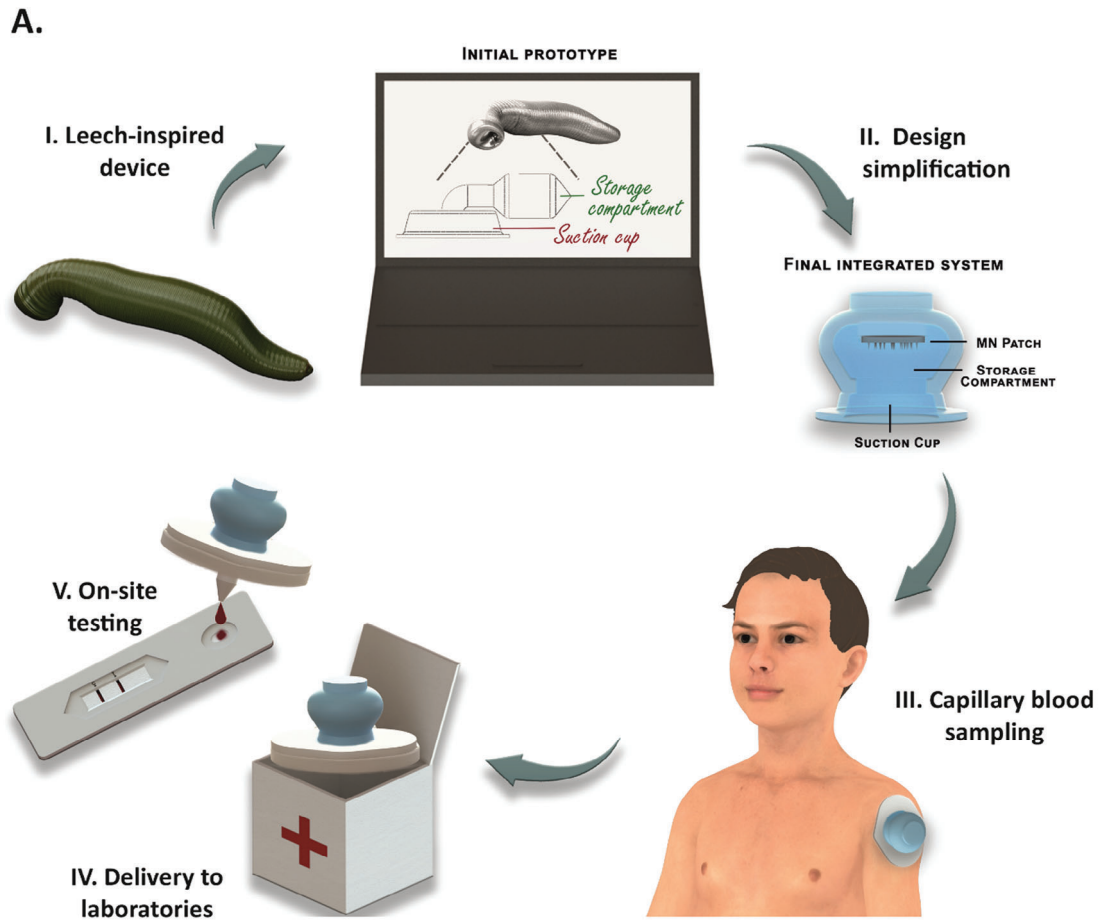 A.
INITIAL PROTOTYPE
I. Leech-inspired
device
Storage
compartment
Suction cup
II. Design
simplification
FINAL INTEGRATED SYSTEM
MN PATCH
STORAGE
COMPARTMENT
SUCTION CUP
III. Capillary blood
sampling
IV. Delivery to
laboratories
V. On-site
testing